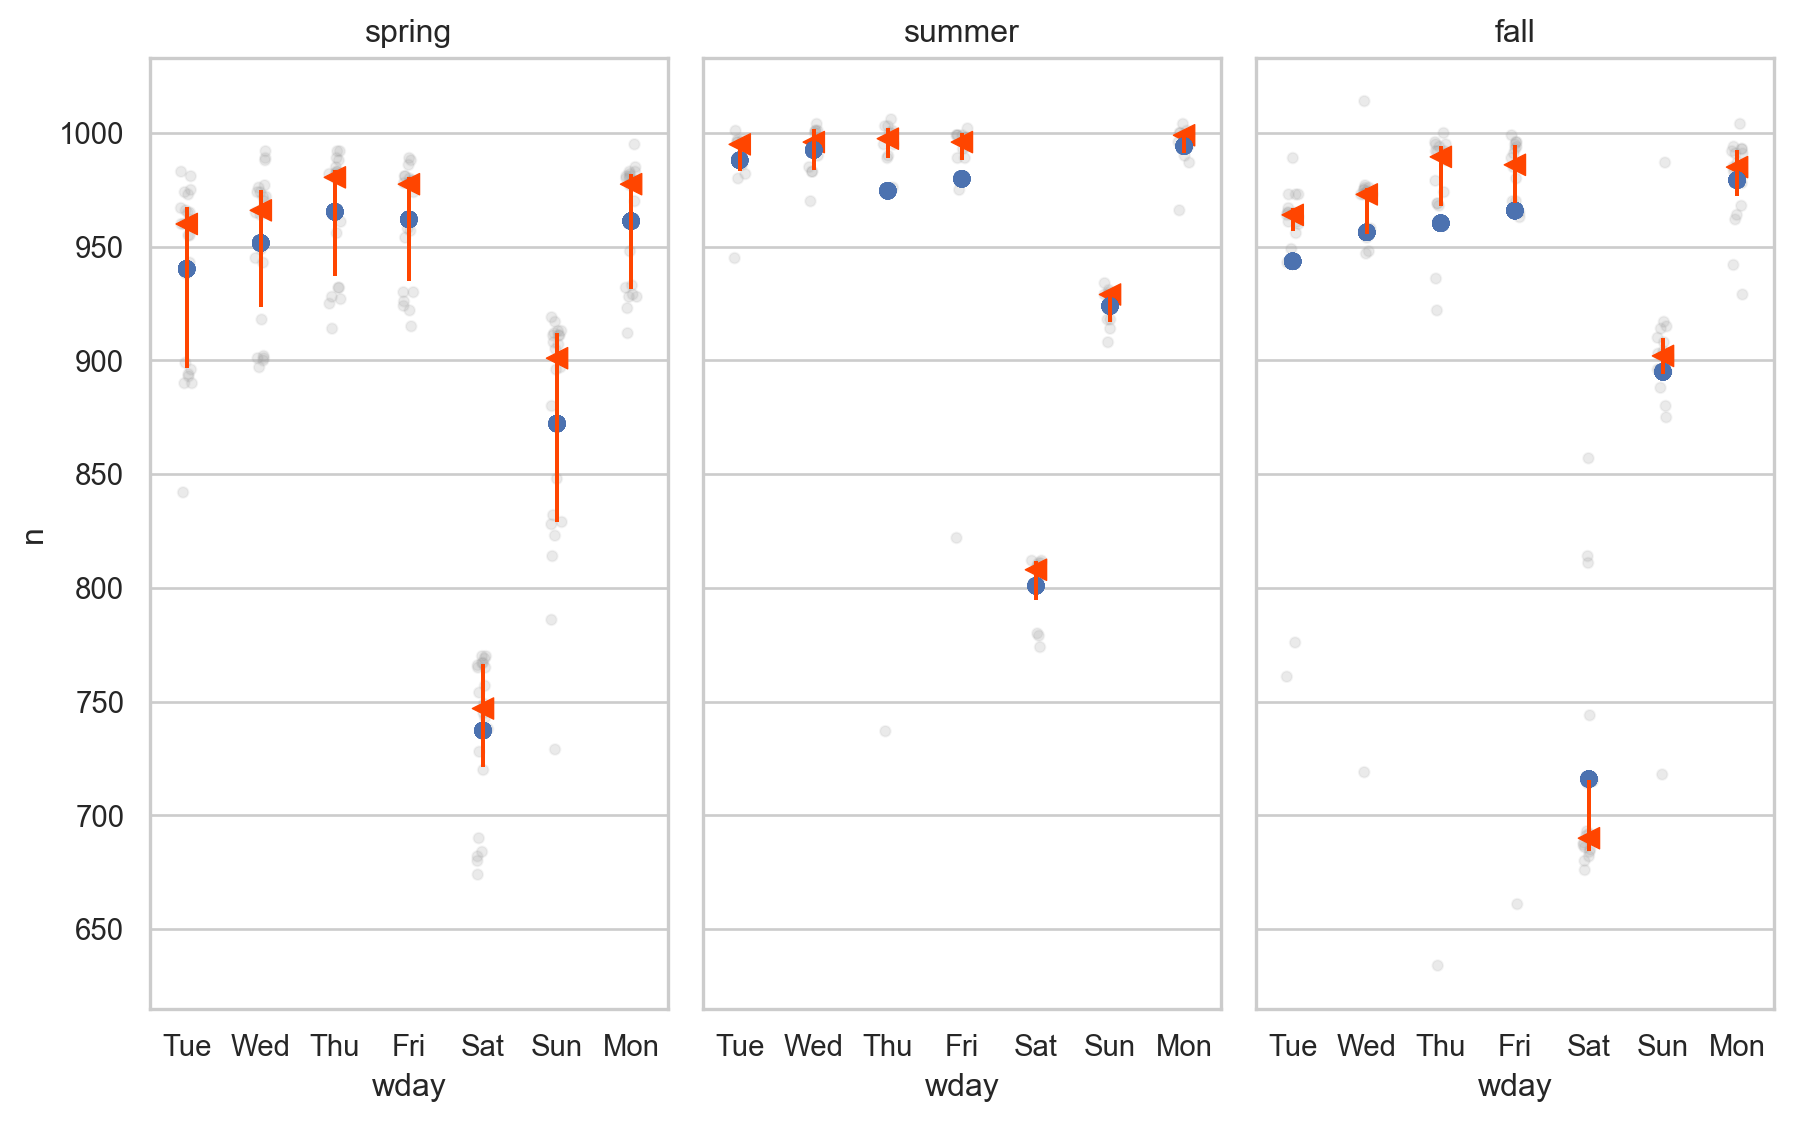 spring summer fall
1000
950
900
850
800
750
700
650
n
Tue Wed Thu Fri Sat Sun Mon Tue Wed Thu Fri Sat Sun Mon Tue Wed Thu Fri Sat Sun Mon
wday wday wday